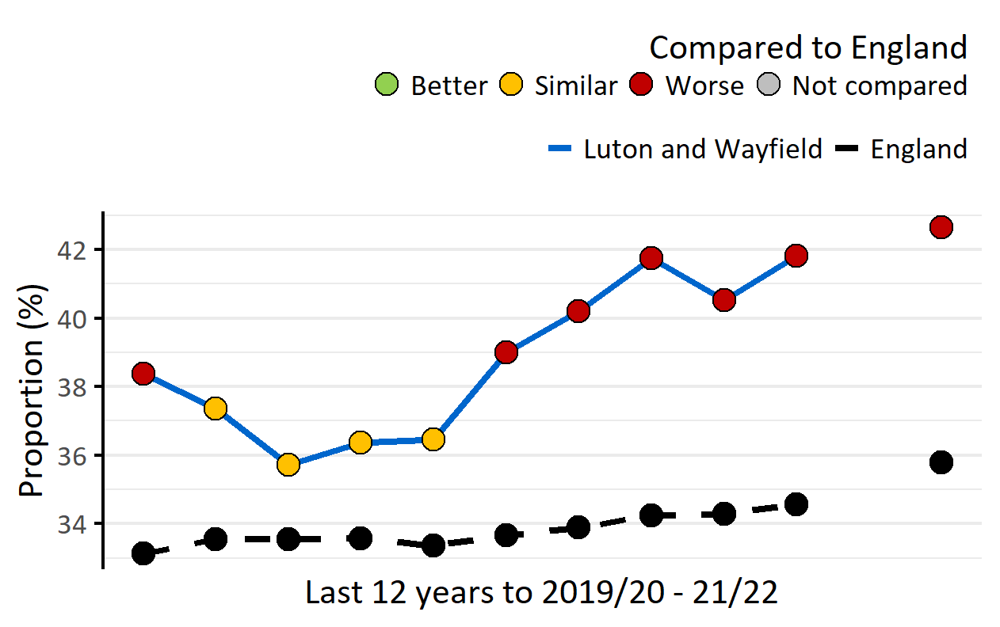 Compared to England
Better Similar Worse Not compared
Luton and Wayfield England
42
40
38
36
34
Proportion (%)
Last 12 years to 2019/20 - 21/22